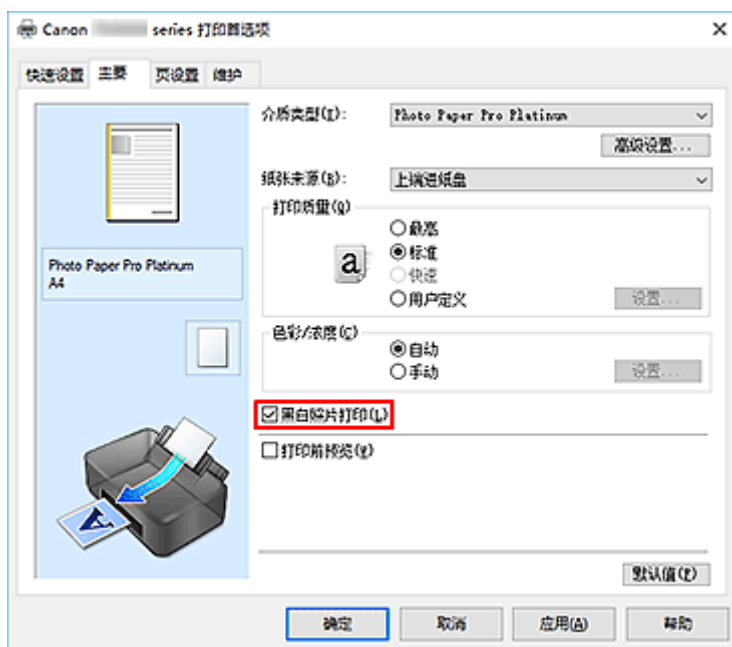 Canon series 打印首选项
快速设置 主要 页设置 维护
介质类型(I): Photo Paper Pro Platinum
高级设置...
纸张来源(B): 上端进纸盘
打印质量(Q)
最高
标准
快速
用户定义 设置...
Photo Paper Pro Platinum
A4
色彩/浓度(C)
自动
手动 设置...
黑白照片打印(L)
打印前预览(V)
默认值(F)
确定 取消 应用(A) 帮助